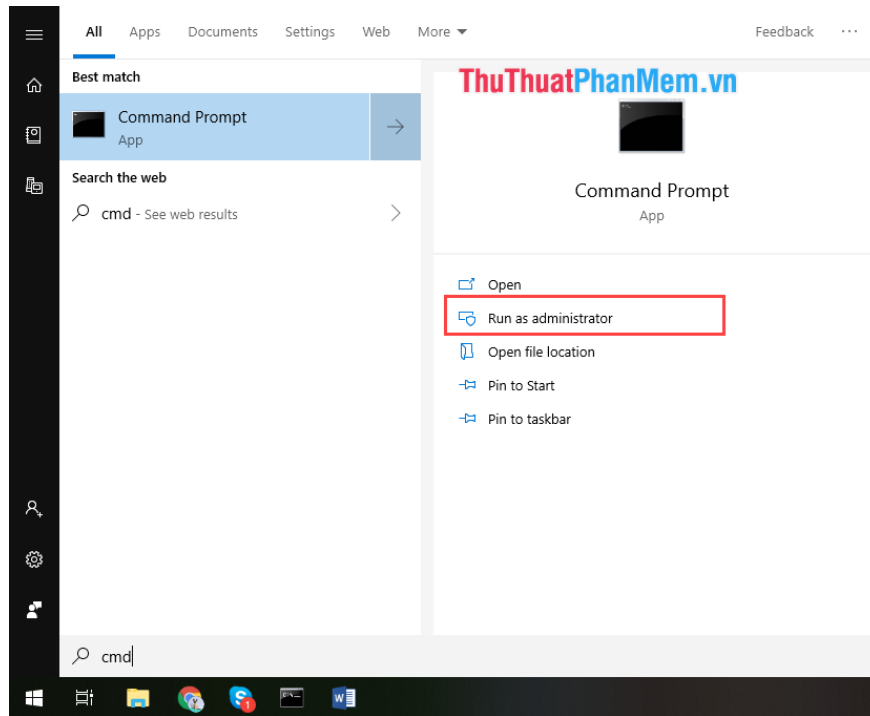 All Apps Documents Settings Web More Feedback ...
Best match
ThuThuatPhanMem.vn
Command Prompt
App
Search the web
cmd - See web results
Command Prompt
App
Open
Run as administrator
Open file location
Pin to Start
Pin to taskbar
cmd